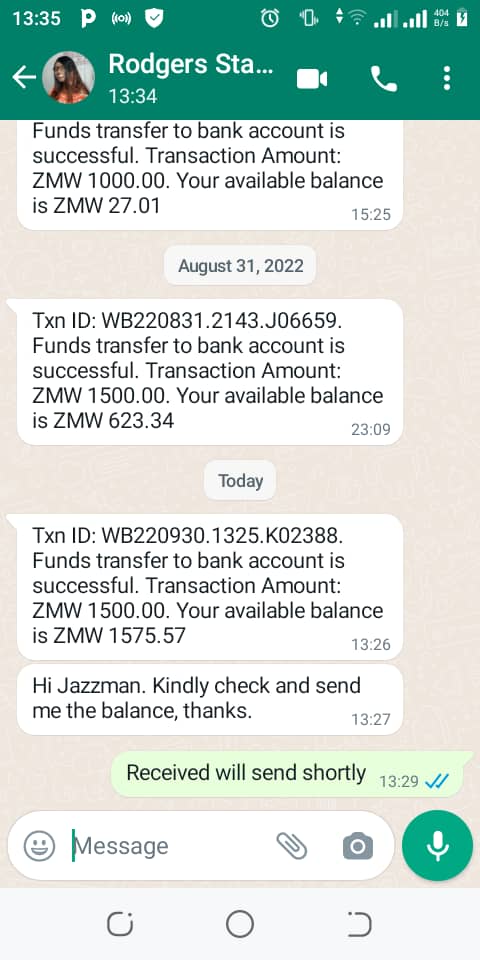 13:35
404
B/s
Rodgers Sta...
13:34
Funds transfer to bank account is
successful. Transaction Amount:
ZMW 1000.00. Your available balance
is ZMW 27.01
15:25
August 31, 2022
Txn ID: WB220831.2143.J06659.
Funds transfer to bank account is
successful. Transaction Amount:
ZMW 1500.00. Your available balance
is ZMW 623.34
23:09
Today
Txn ID: WB220930.1325.K02388.
Funds transfer to bank account is
successful. Transaction Amount:
ZMW 1500.00. Your available balance
is ZMW 1575.57
13:26
Hi Jazzman. Kindly check and send
me the balance, thanks.
13:27
Received will send shortly
13:29
Message